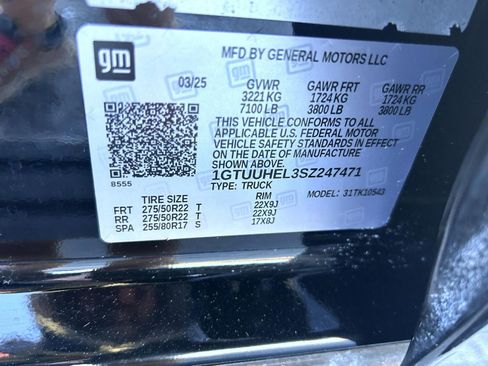 gm
MFD BY GENERAL MOTORS LLC
03/25 GVWR GAWR FRT GAWR RR
3221 KG 1724 KG 1724 KG
7100 LB 3800 LB 3800 LB
THIS VEHICLE CONFORMS TO ALL
APPLICABLE U.S. FEDERAL MOTOR
VEHICLE SAFETY STANDARDS IN EFFECT
ON THE DATE OF MANUFACTURE
SHOWN ABOVE.
1GTUUHEL3SZ247471
8555 TYPE: TRUCK MODEL: 31TK10543
TIRE SIZE RIM
FRT 275/50R22 T 22X9J
RR 275/50R22 T 22X9J
SPA 255/80R17 S 17X8J